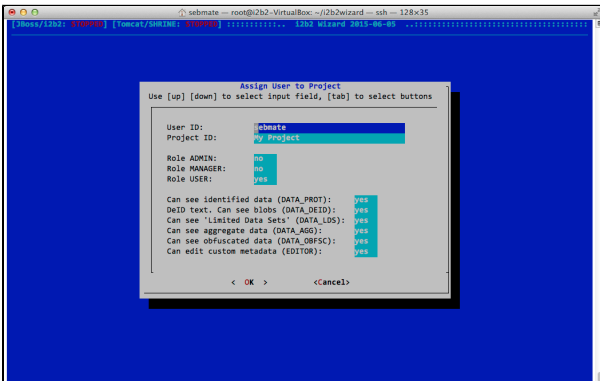 sebmate — root@i2b2-VirtualBox: ~/i2b2wizard — ssh — 128×35
[JBoss/i2b2: STOPPED] [Tomcat/SHRINE: STOPPED] ::::::::::.. i2b2 Wizard 2015-06-05 ..::::::::::::::::::::::::::::::::::
Assign User to Project
Use [up] [down] to select input field, [tab] to select buttons
User ID: sebmate
Project ID: My Project
Role ADMIN: no
Role MANAGER: no
Role USER: yes
Can see identified data (DATA_PROT): yes
DeID text. Can see blobs (DATA_DEID): yes
Can see 'Limited Data Sets' (DATA_LDS): yes
Can see aggregate data (DATA_AGG): yes
Can see obfuscated data (DATA_OBFSC): yes
Can edit custom metadata (EDITOR): yes
< OK > <Cancel>